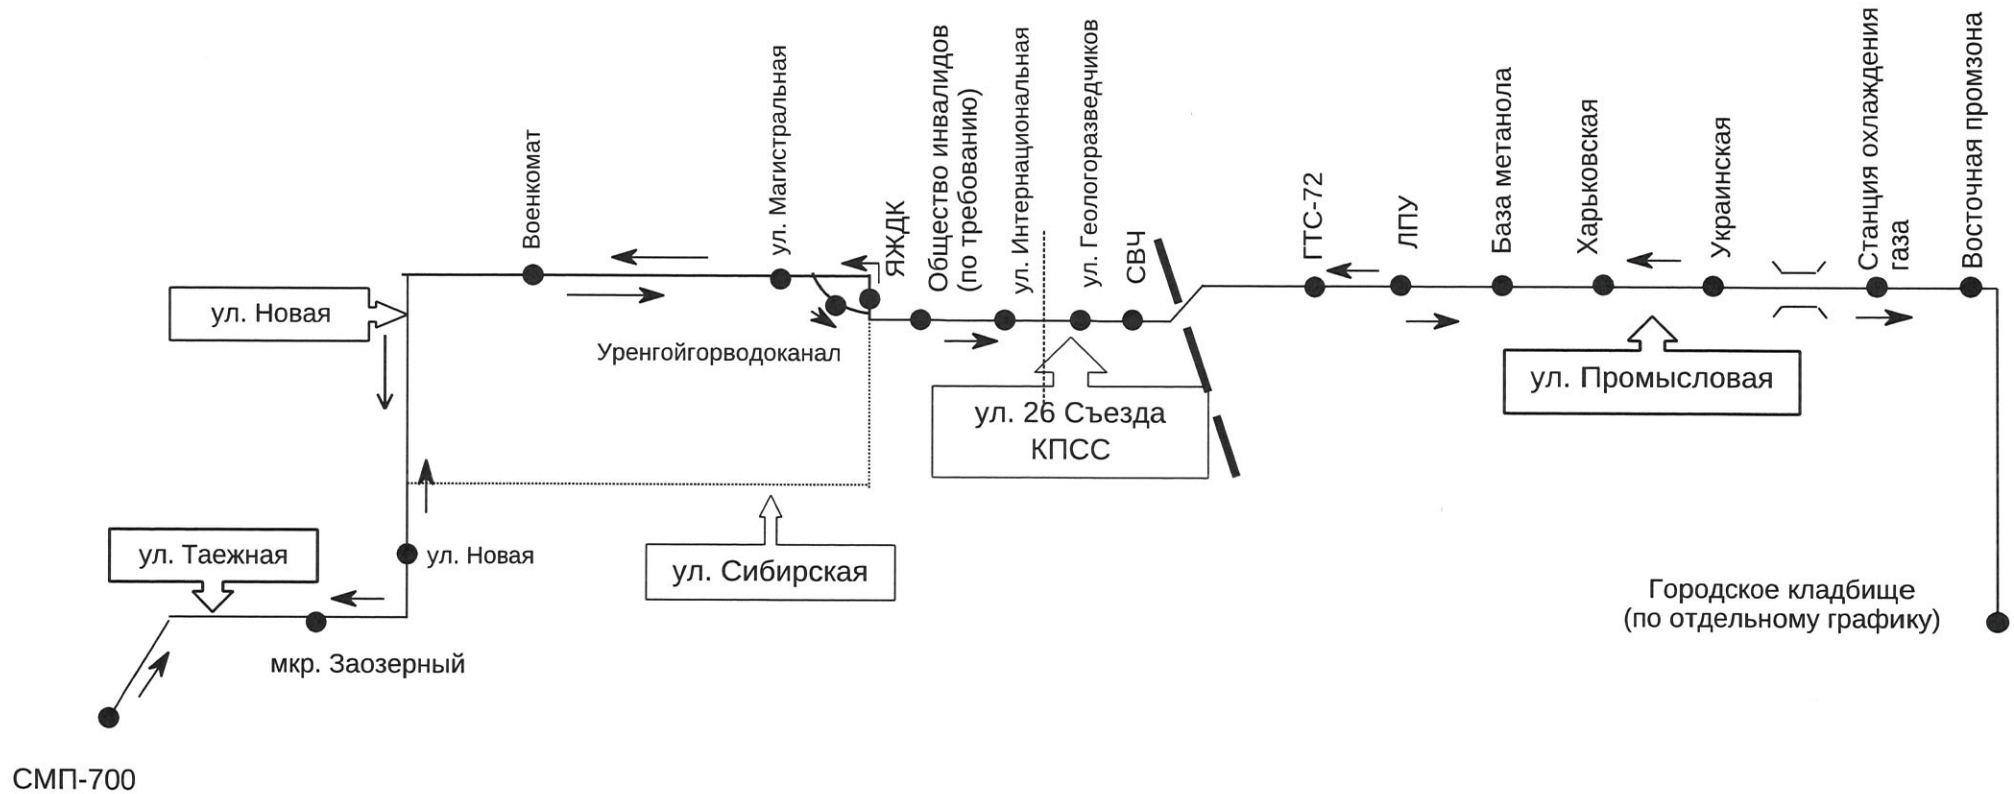 Военкомат
ул. Магистральная
ЯЖДК
Общество инвалидов
(по требованию)
ул. Интернациональная
ул. Геологоразведчиков
СВЧ
ГТС-72
ЛПУ
База метанола
Харьковская
Украинская
Станция охлаждения
газа
Восточная промзона
ул. Новая
Уренгойгорводоканал
ул. Промысловая
ул. 26 Съезда
КПСС
ул. Таежная
ул. Новая
ул. Сибирская
Городское кладбище
(по отдельному графику)
мкр. Заозерный
СМП-700